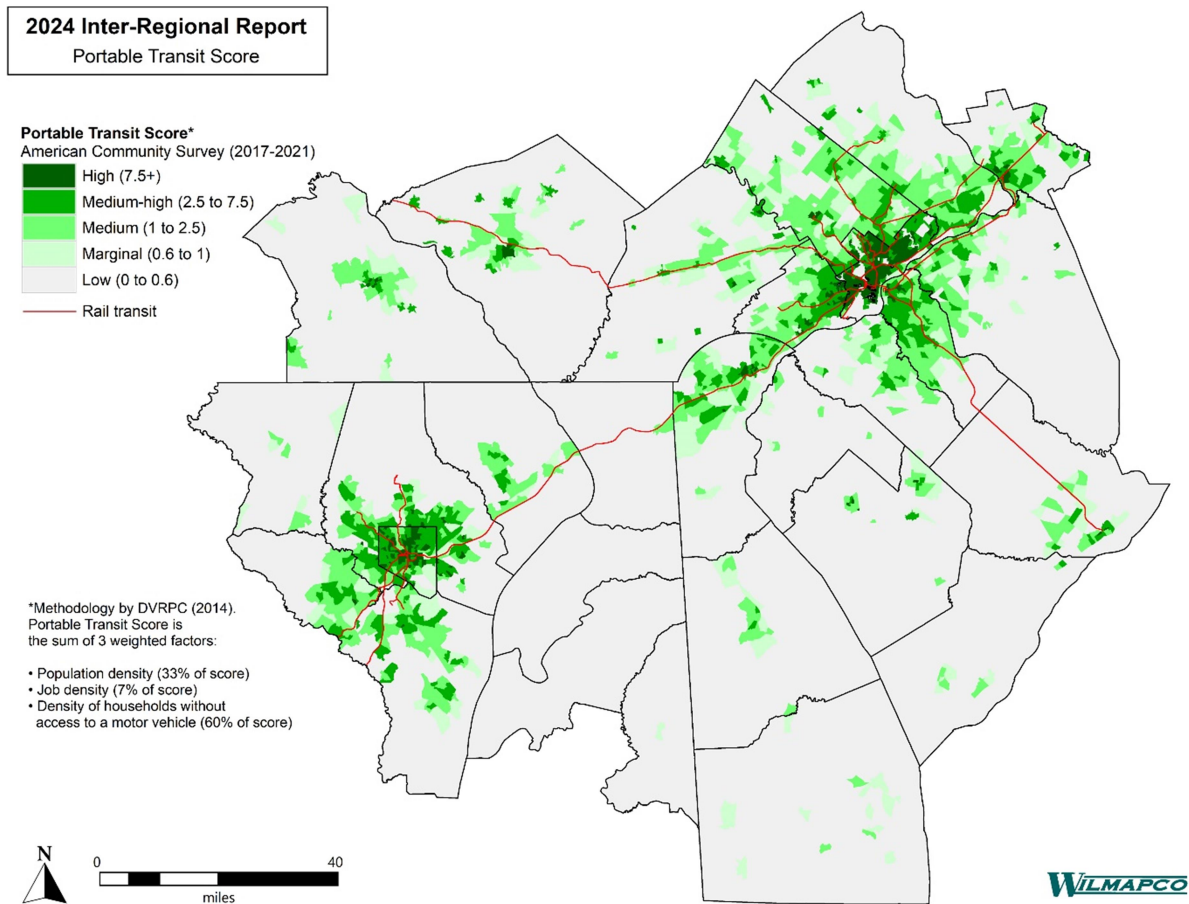 2024 Inter-Regional Report
Portable Transit Score
Portable Transit Score*
American Community Survey (2017-2021)
High (7.5+)
Medium-high (2.5 to 7.5)
Medium (1 to 2.5)
Marginal (0.6 to 1)
Low (0 to 0.6)
Rail transit
*Methodology by DVRPC (2014).
Portable Transit Score is
the sum of 3 weighted factors:
• Population density (33% of score)
• Job density (7% of score)
• Density of households without
access to a motor vehicle (60% of score)
N
0 40
miles
WILMAPCO